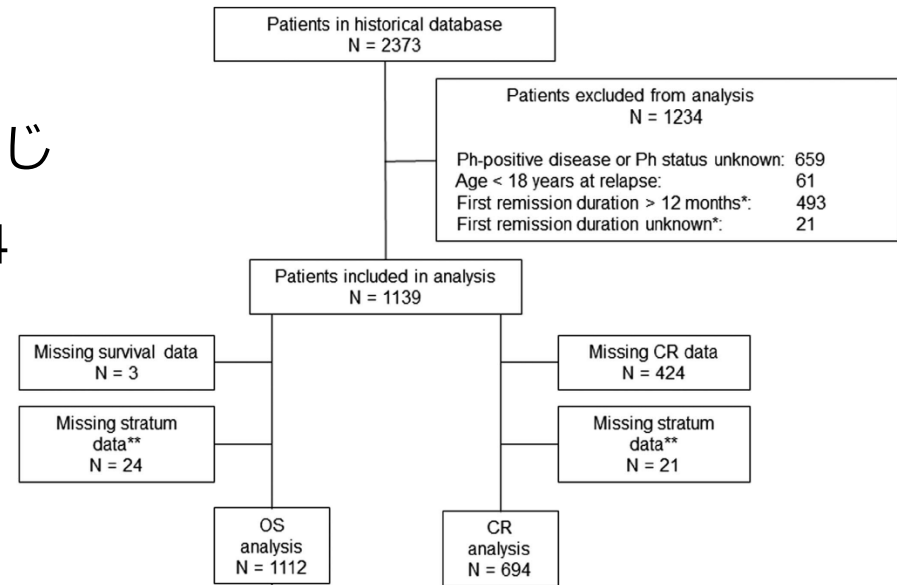 Patients in historical database
N = 2373
Patients excluded from analysis
N = 1234
Ph-positive disease or Ph status unknown: 659
Age < 18 years at relapse: 61
First remission duration > 12 months*: 493
First remission duration unknown*: 21
じ
4
Patients included in analysis
N = 1139
Missing survival data
N = 3
Missing CR data
N = 424
Missing stratum
data**
N = 24
Missing stratum
data**
N = 21
OS
analysis
N = 1112
CR
analysis
N = 694